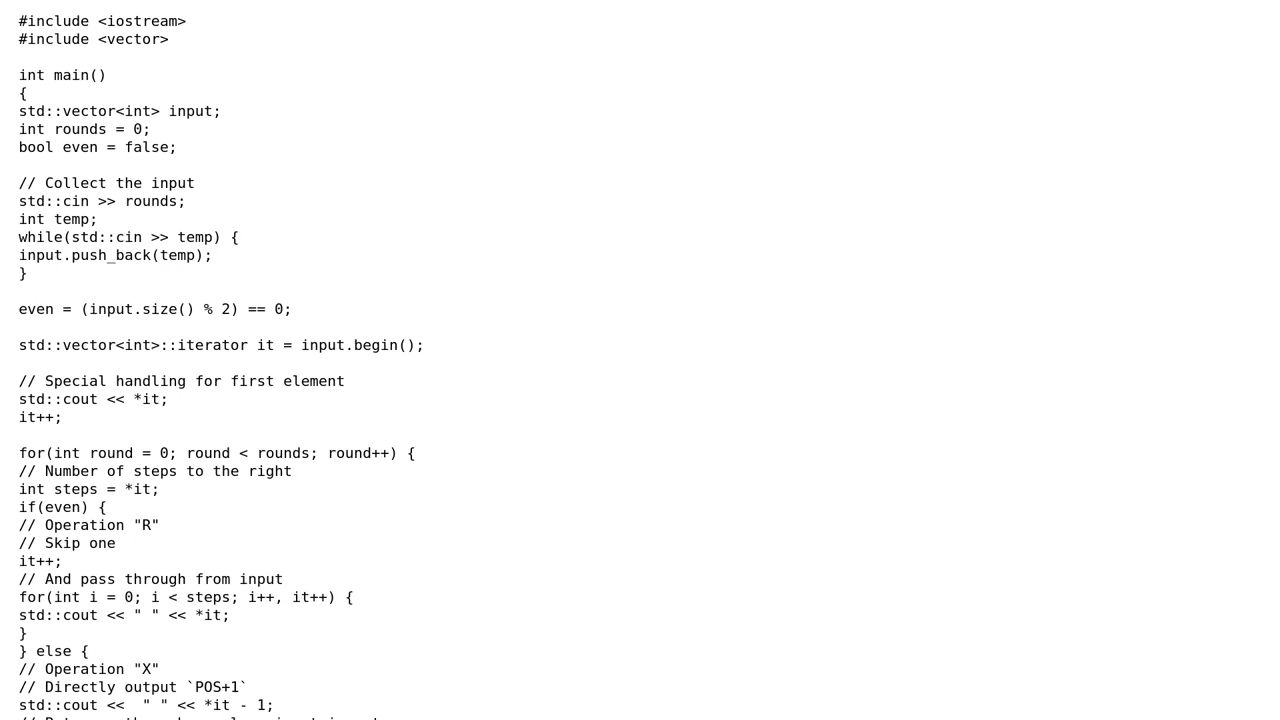 #include <iostream>
#include <vector>
int main()
{
std::vector<int> input;
int rounds = 0;
bool even = false;
// Collect the input
std::cin >> rounds;
int temp;
while(std::cin >> temp) {
input.push_back(temp);
}
even = (input.size() % 2) == 0;
std::vector<int>::iterator it = input.begin();
// Special handling for first element
std::cout << *it;
it++;
for(int round = 0; round < rounds; round++) {
// Number of steps to the right
int steps = *it;
if(even) {
// Operation "R"
// Skip one
it++;
// And pass through from input
for(int i = 0; i < steps; i++, it++) {
std::cout << " " << *it;
}
} else {
// Operation "X"
// Directly output `POS+1`
std::cout <<  " " << *it - 1;